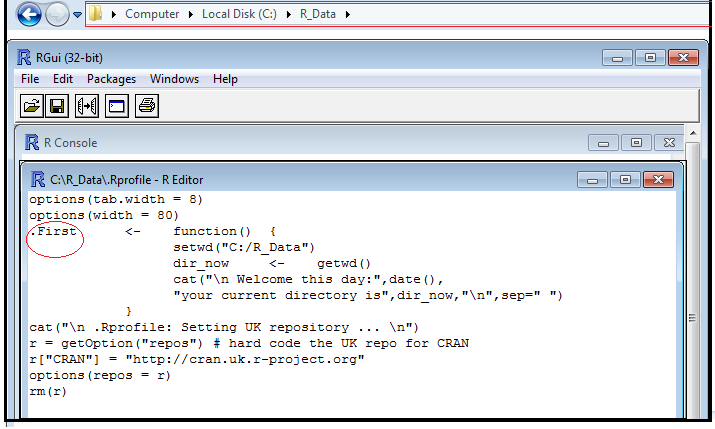 Computer ▸ Local Disk (C:) ▸ R_Data ▸
RGui (32-bit)
File Edit Packages Windows Help
R Console
C:\R_Data\.Rprofile - R Editor
options(tab.width = 8)
options(width = 80)
.First <- function() {
setwd("C:/R_Data")
dir_now <- getwd()
cat("\n Welcome this day:",date(),
"your current directory is",dir_now,"\n",sep=" ")
}
cat("\n .Rprofile: Setting UK repository ... \n")
r = getOption("repos") # hard code the UK repo for CRAN
r["CRAN"] = "http://cran.uk.r-project.org"
options(repos = r)
rm(r)